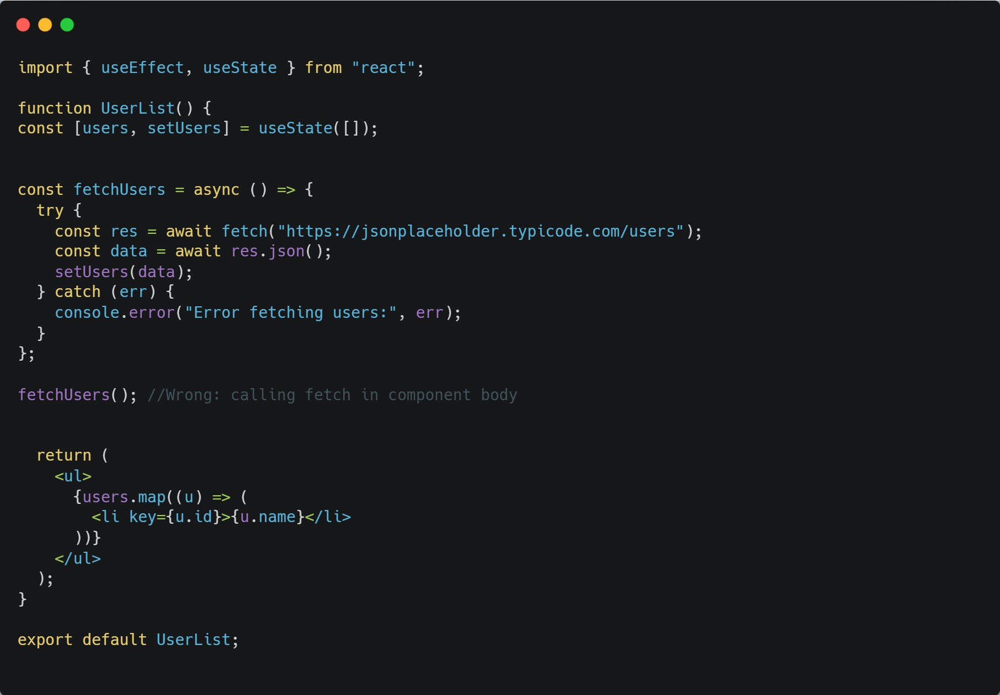 import { useEffect, useState } from "react";

function UserList() {
const [users, setUsers] = useState([]);


const fetchUsers = async () => {
  try {
    const res = await fetch("https://jsonplaceholder.typicode.com/users");
    const data = await res.json();
    setUsers(data);
  } catch (err) {
    console.error("Error fetching users:", err);
  }
};

fetchUsers(); //Wrong: calling fetch in component body


  return (
    <ul>
      {users.map((u) => (
        <li key={u.id}>{u.name}</li>
      ))}
    </ul>
  );
}

export default UserList;